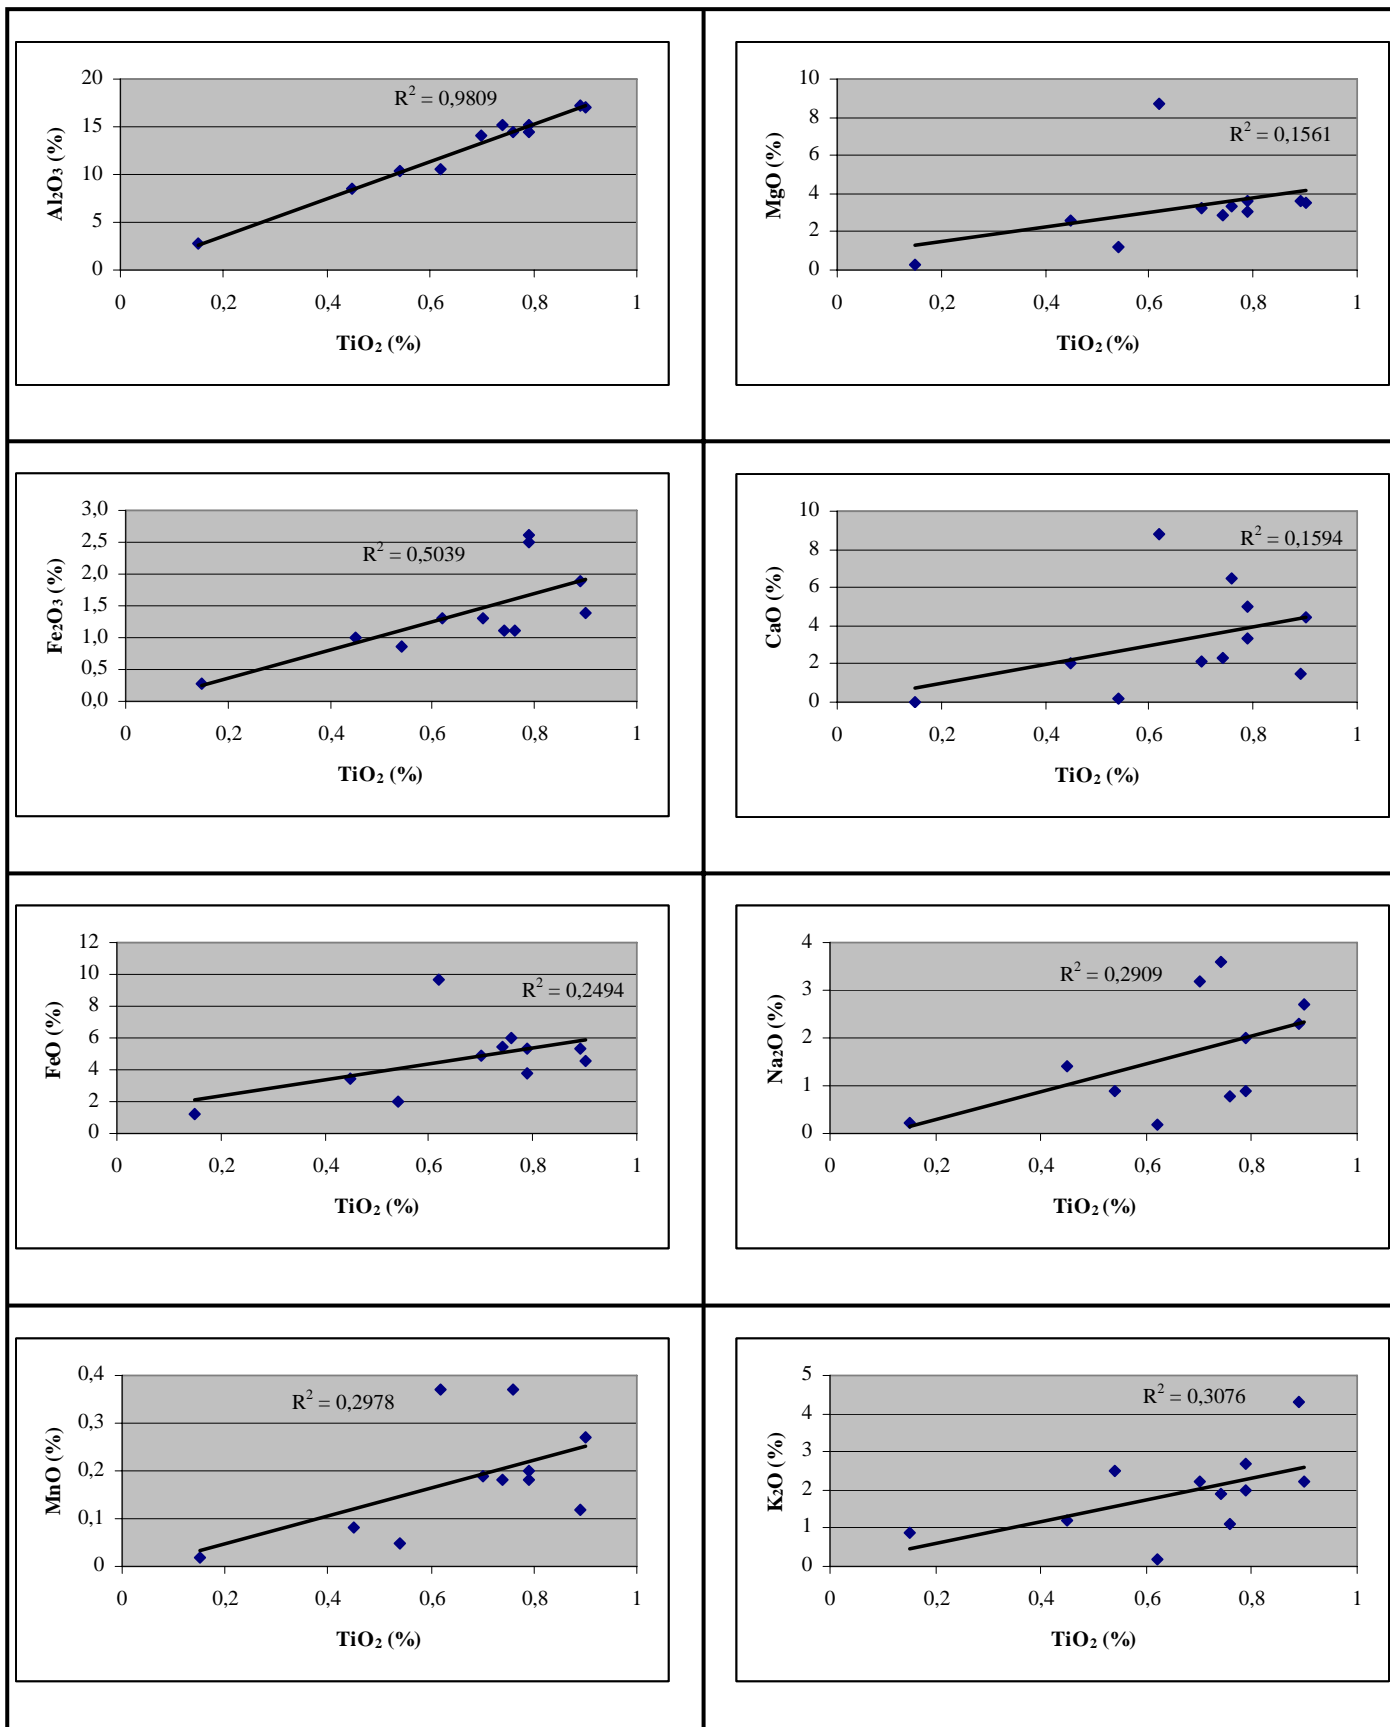 20
15
10
5
0
Al₂O₃ (%)
R² = 0,9809
0 0,2 0,4 0,6 0,8 1
TiO₂ (%)
10
8
6
4
2
0
MgO (%)
R² = 0,1561
0 0,2 0,4 0,6 0,8 1
TiO₂ (%)
3,0
2,5
2,0
1,5
1,0
0,5
0,0
Fe₂O₃ (%)
R² = 0,5039
0 0,2 0,4 0,6 0,8 1
TiO₂ (%)
10
8
6
4
2
0
CaO (%)
R² = 0,1594
0 0,2 0,4 0,6 0,8 1
TiO₂ (%)
12
10
8
6
4
2
0
FeO (%)
R² = 0,2494
0 0,2 0,4 0,6 0,8 1
TiO₂ (%)
4
3
2
1
0
Na₂O (%)
R² = 0,2909
0 0,2 0,4 0,6 0,8 1
TiO₂ (%)
0,4
0,3
0,2
0,1
0
MnO (%)
R² = 0,2978
0 0,2 0,4 0,6 0,8 1
TiO₂ (%)
5
4
3
2
1
0
K₂O (%)
R² = 0,3076
0 0,2 0,4 0,6 0,8 1
TiO₂ (%)